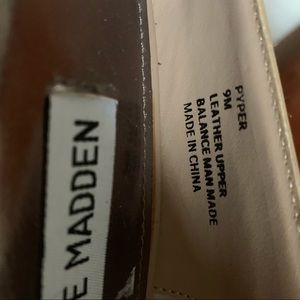 E MADDEN
PYPER
9M
LEATHER UPPER
BALANCE MAN MADE
MADE IN CHINA